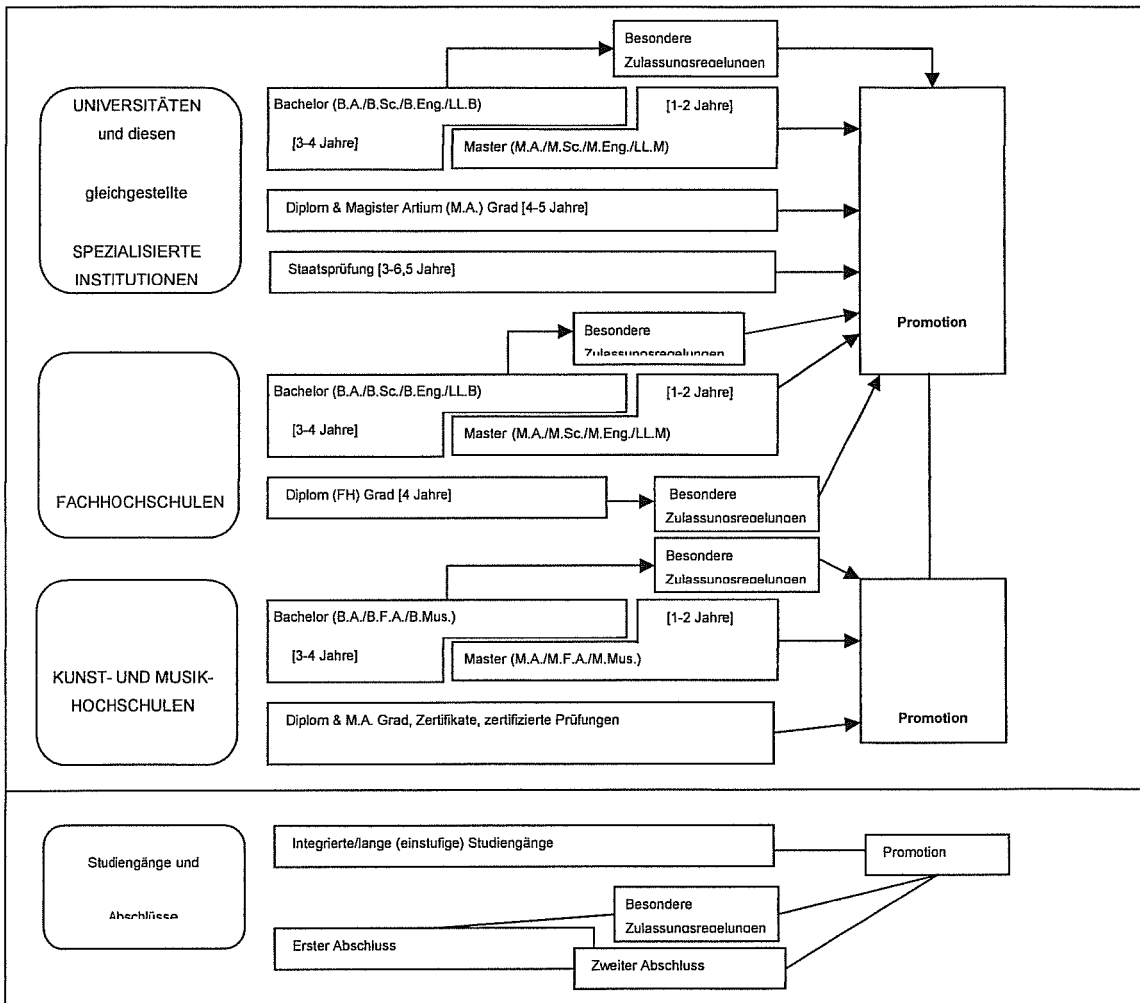 Besondere
Zulassungsregelungen
UNIVERSITÄTEN
und diesen
gleichgestellte
SPEZIALISIERTE
INSTITUTIONEN
Bachelor (B.A./B.Sc./B.Eng./LL.B)
[3-4 Jahre]
[1-2 Jahre]
Master (M.A./M.Sc./M.Eng./LL.M)
Diplom & Magister Artium (M.A.) Grad [4-5 Jahre]
Staatsprüfung [3-6,5 Jahre]
Promotion
FACHHOCHSCHULEN
Besondere
Zulassungsregelungen
Bachelor (B.A./B.Sc./B.Eng./LL.B)
[3-4 Jahre]
[1-2 Jahre]
Master (M.A./M.Sc./M.Eng./LL.M)
Diplom (FH) Grad [4 Jahre]
Besondere
Zulassungsregelungen
KUNST- UND MUSIK-
HOCHSCHULEN
Besondere
Zulassungsregelungen
Bachelor (B.A./B.F.A./B.Mus.)
[3-4 Jahre]
[1-2 Jahre]
Master (M.A./M.F.A./M.Mus.)
Diplom & M.A. Grad, Zertifikate, zertifizierte Prüfungen
Promotion
Studiengänge und
Abschlüsse
Integrierte/lange (einstufige) Studiengänge
Promotion
Besondere
Zulassungsregelungen
Erster Abschluss
Zweiter Abschluss